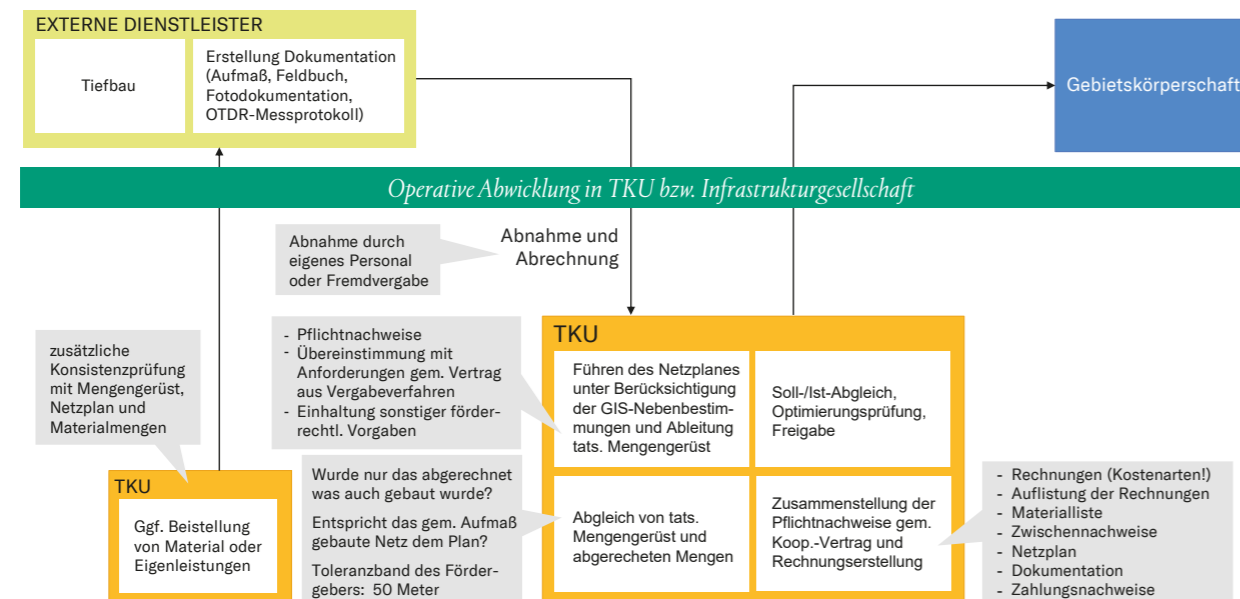 EXTERNE DIENSTLEISTER
Tiefbau
Erstellung Dokumentation
(Aufmaß, Feldbuch,
Fotodokumentation,
OTDR-Messprotokoll)
Gebietskörperschaft
Operative Abwicklung in TKU bzw. Infrastrukturgesellschaft
Abnahme durch
eigenes Personal
oder Fremdvergabe
Abnahme und
Abrechnung
zusätzliche
Konsistenzprüfung
mit Mengengerüst,
Netzplan und
Materialmengen
- Pflichtnachweise
- Übereinstimmung mit
Anforderungen gem. Vertrag
aus Vergabeverfahren
- Einhaltung sonstiger förder-
rechtl. Vorgaben
TKU
Führen des Netzplanes
unter Berücksichtigung
der GIS-Nebenbestim-
mungen und Ableitung
tats. Mengengerüst
Soll-/Ist-Abgleich,
Optimierungsprüfung,
Freigabe
TKU
Ggf. Beistellung
von Material oder
Eigenleistungen
Wurde nur das abgerechnet
was auch gebaut wurde?
Entspricht das gem. Aufmaß
gebaute Netz dem Plan?
Toleranzband des Förder-
gebers: 50 Meter
Abgleich von tats.
Mengengerüst und
abgerecheten Mengen
Zusammenstellung der
Pflichtnachweise gem.
Koop.-Vertrag und
Rechnungserstellung
- Rechnungen (Kostenarten!)
- Auflistung der Rechnungen
- Materialliste
- Zwischennachweise
- Netzplan
- Dokumentation
- Zahlungsnachweise